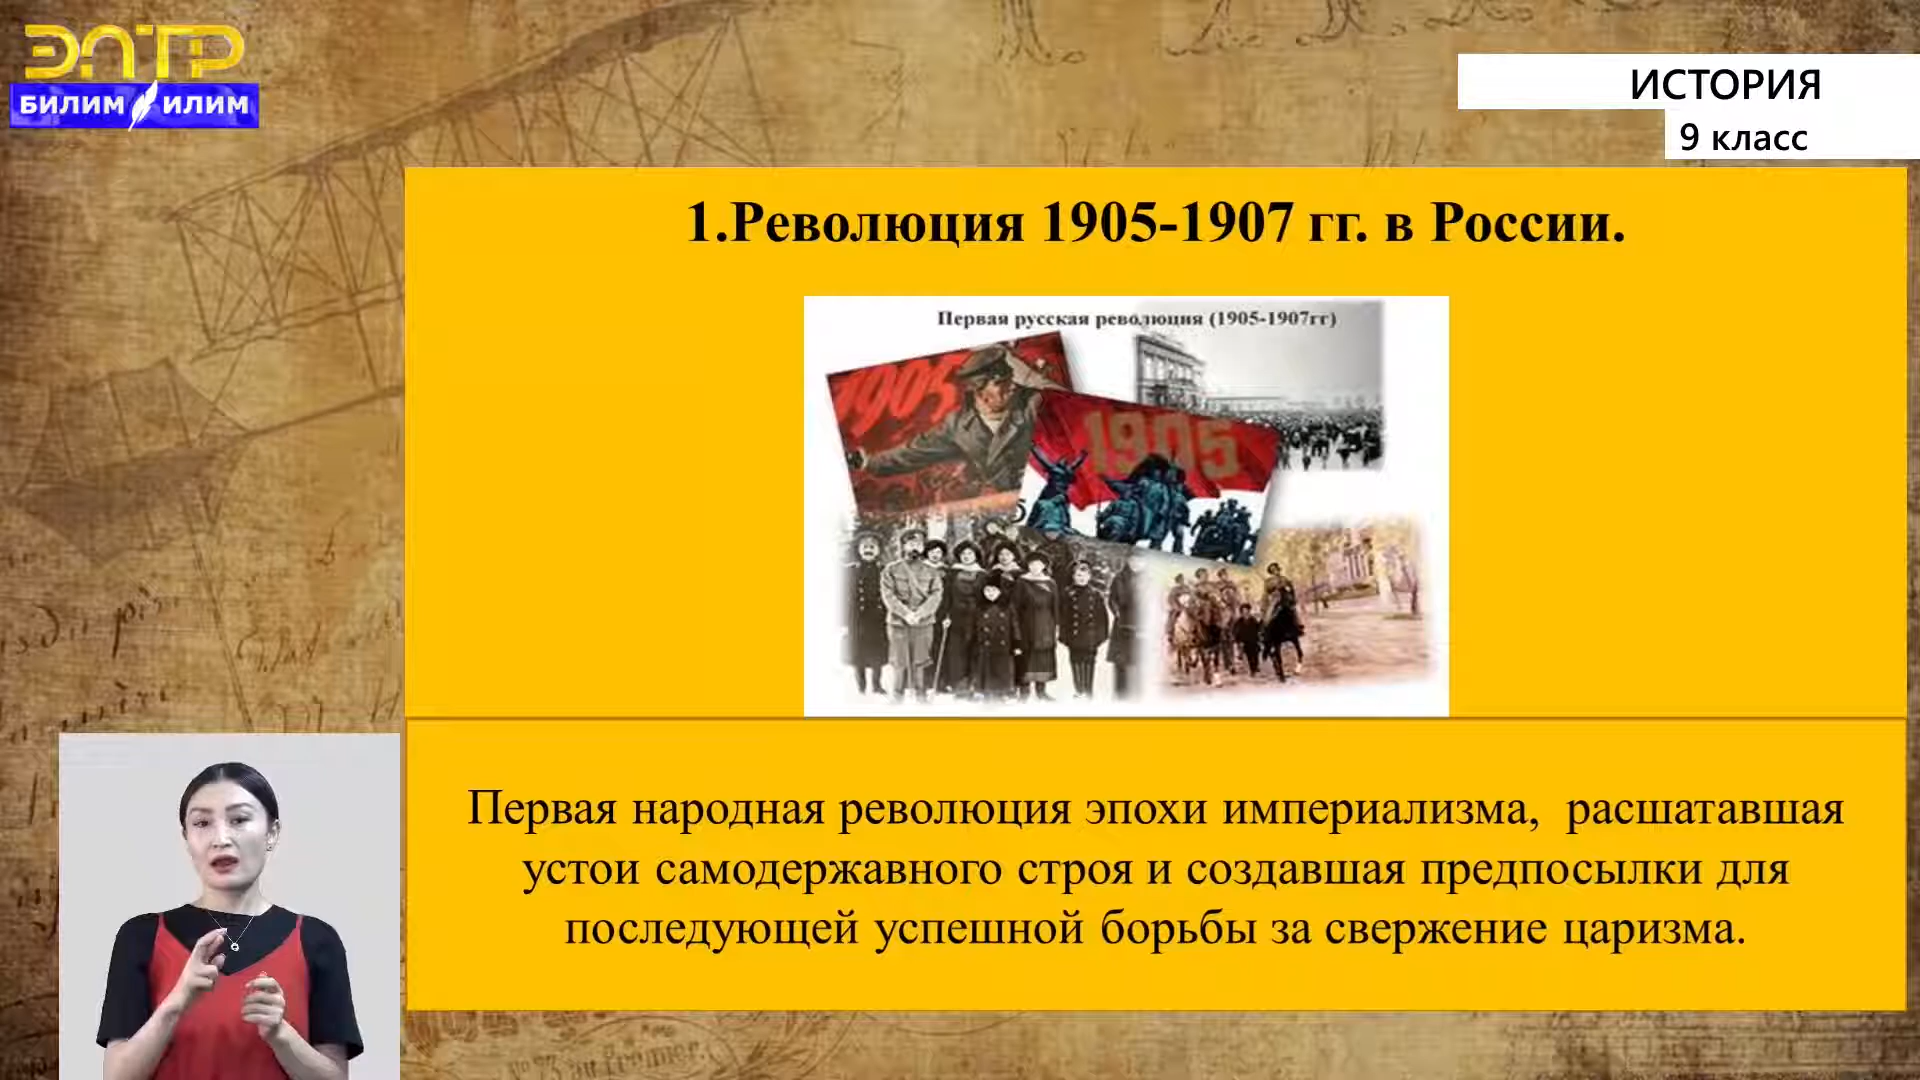 ЭЛТР
БИЛИМ ИЛИМ
ИСТОРИЯ
9 класс
1.Революция 1905-1907 гг. в России.
Первая русская революция (1905-1907гг)
1905
1905
Первая народная революция эпохи империализма, расшатавшая
устои самодержавного строя и создавшая предпосылки для
последующей успешной борьбы за свержение царизма.